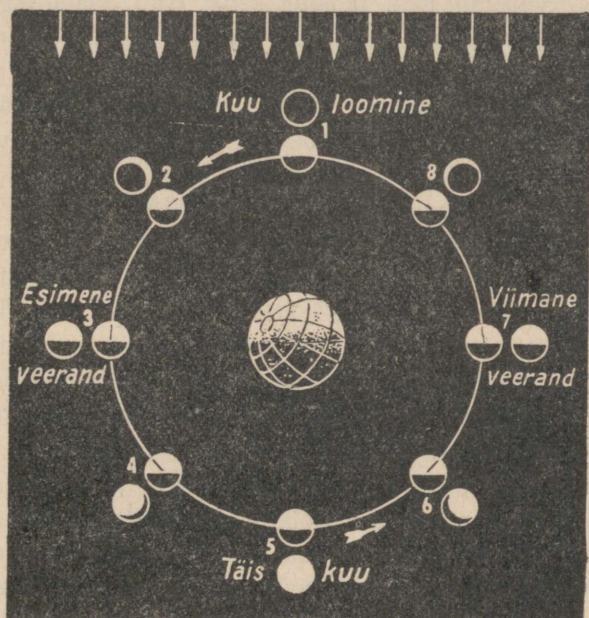 Kuu loomine
1
2
8
Esimene
veerand
3
Viimane
veerand
7
4
6
5
Täis kuu